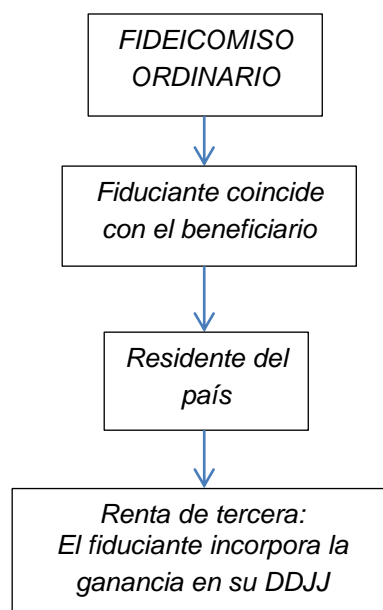 FIDEICOMISO
ORDINARIO
Fiduciante coincide
con el beneficiario
Residente del
país
Renta de tercera:
El fiduciante incorpora la
ganancia en su DDJJ